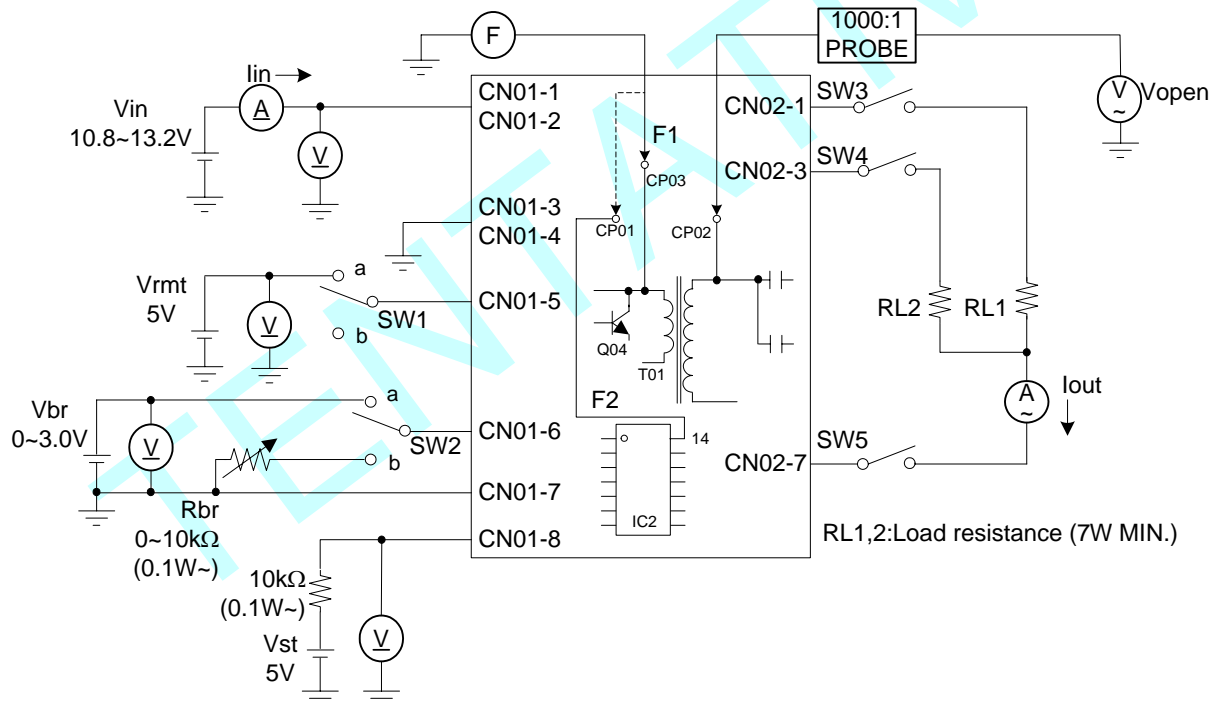 1000:1
PROBE
F
Iin
CN01-1
CN01-2
SW3
CN02-1
V
~
Vopen
Vin
10.8~13.2V
A
V
F1
SW4
CN02-3
CP03
CN01-3
CN01-4
CP01
CP02
Vrmt
5V
V
a
SW1
b
CN01-5
RL2
RL1
Q04
T01
Vbr
0~3.0V
V
a
SW2
b
CN01-6
F2
A
~
Iout
14
SW5
CN02-7
CN01-7
Rbr
0~10kΩ
(0.1W~)
IC2
CN01-8
RL1,2:Load resistance (7W MIN.)
10kΩ
(0.1W~)
V
Vst
5V
TENTATIV